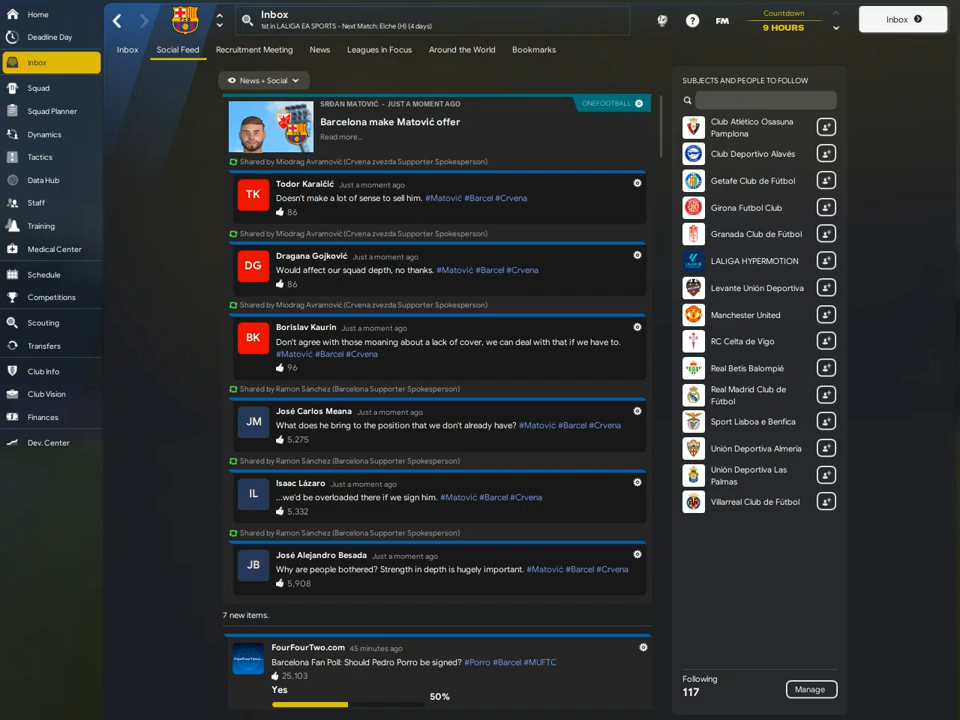 Home
Deadline Day
Inbox
Squad
Squad Planner
Dynamics
Tactics
Data Hub
Staff
Training
Medical Center
Schedule
Competitions
Scouting
Transfers
Club Info
Club Vision
Finances
Dev. Center
Inbox
1st in LALIGA EA SPORTS - Next Match: Elche (H) (4 days)
?
FM
Countdown
9 HOURS
Inbox
Inbox
Social Feed
Recruitment Meeting
News
Leagues in Focus
Around the World
Bookmarks
News + Social
SRĐAN MATOVIĆ - JUST A MOMENT AGO
ONEFOOTBALL
Barcelona make Matović offer
Read more...
Shared by Miodrag Avramović (Crvena zvezda Supporter Spokesperson)
TK
Todor Karaičić Just a moment ago
Doesn't make a lot of sense to sell him. #Matović #Barcel #Crvena
86
Shared by Miodrag Avramović (Crvena zvezda Supporter Spokesperson)
DG
Dragana Gojković Just a moment ago
Would affect our squad depth, no thanks. #Matović #Barcel #Crvena
86
Shared by Miodrag Avramović (Crvena zvezda Supporter Spokesperson)
BK
Borislav Kaurin Just a moment ago
Don't agree with those moaning about a lack of cover, we can deal with that if we have to.
#Matović #Barcel #Crvena
96
Shared by Ramon Sánchez (Barcelona Supporter Spokesperson)
JM
José Carlos Meana Just a moment ago
What does he bring to the position that we don't already have? #Matović #Barcel #Crvena
5,275
Shared by Ramon Sánchez (Barcelona Supporter Spokesperson)
IL
Isaac Lázaro Just a moment ago
...we'd be overloaded there if we sign him. #Matović #Barcel #Crvena
5,332
Shared by Ramon Sánchez (Barcelona Supporter Spokesperson)
JB
José Alejandro Besada Just a moment ago
Why are people bothered? Strength in depth is hugely important. #Matović #Barcel #Crvena
5,908
7 new items.
FourFourTwo.com 45 minutes ago
Barcelona Fan Poll: Should Pedro Porro be signed? #Porro #Barcel #MUFTC
25,103
Yes
50%
SUBJECTS AND PEOPLE TO FOLLOW
Club Atlético Osasuna
Pamplona
Club Deportivo Alavés
Getafe Club de Fútbol
Girona Futbol Club
Granada Club de Fútbol
LALIGA HYPERMOTION
Levante Unión Deportiva
Manchester United
RC Celta de Vigo
Real Betis Balompié
Real Madrid Club de
Fútbol
Sport Lisboa e Benfica
Unión Deportiva Almería
Unión Deportiva Las
Palmas
Villarreal Club de Fútbol
Following
117
Manage